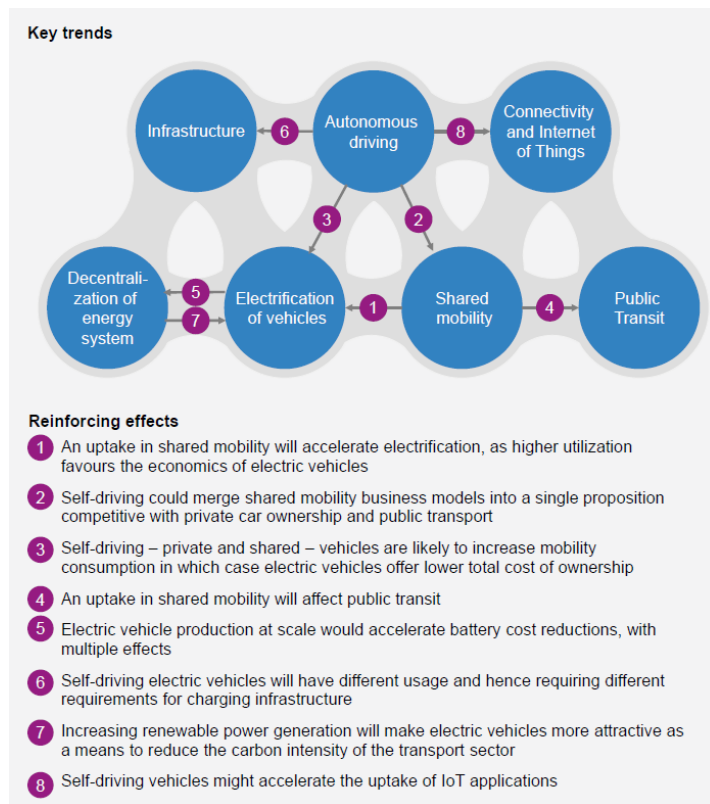 Key trends
Infrastructure
6
Autonomous
driving
8
Connectivity
and Internet
of Things
3
2
Decentrali-
zation of
energy
system
5
7
Electrification
of vehicles
1
Shared
mobility
4
Public
Transit
Reinforcing effects
1 An uptake in shared mobility will accelerate electrification, as higher utilization
favours the economics of electric vehicles
2 Self-driving could merge shared mobility business models into a single proposition
competitive with private car ownership and public transport
3 Self-driving – private and shared – vehicles are likely to increase mobility
consumption in which case electric vehicles offer lower total cost of ownership
4 An uptake in shared mobility will affect public transit
5 Electric vehicle production at scale would accelerate battery cost reductions, with
multiple effects
6 Self-driving electric vehicles will have different usage and hence requiring different
requirements for charging infrastructure
7 Increasing renewable power generation will make electric vehicles more attractive as
a means to reduce the carbon intensity of the transport sector
8 Self-driving vehicles might accelerate the uptake of IoT applications